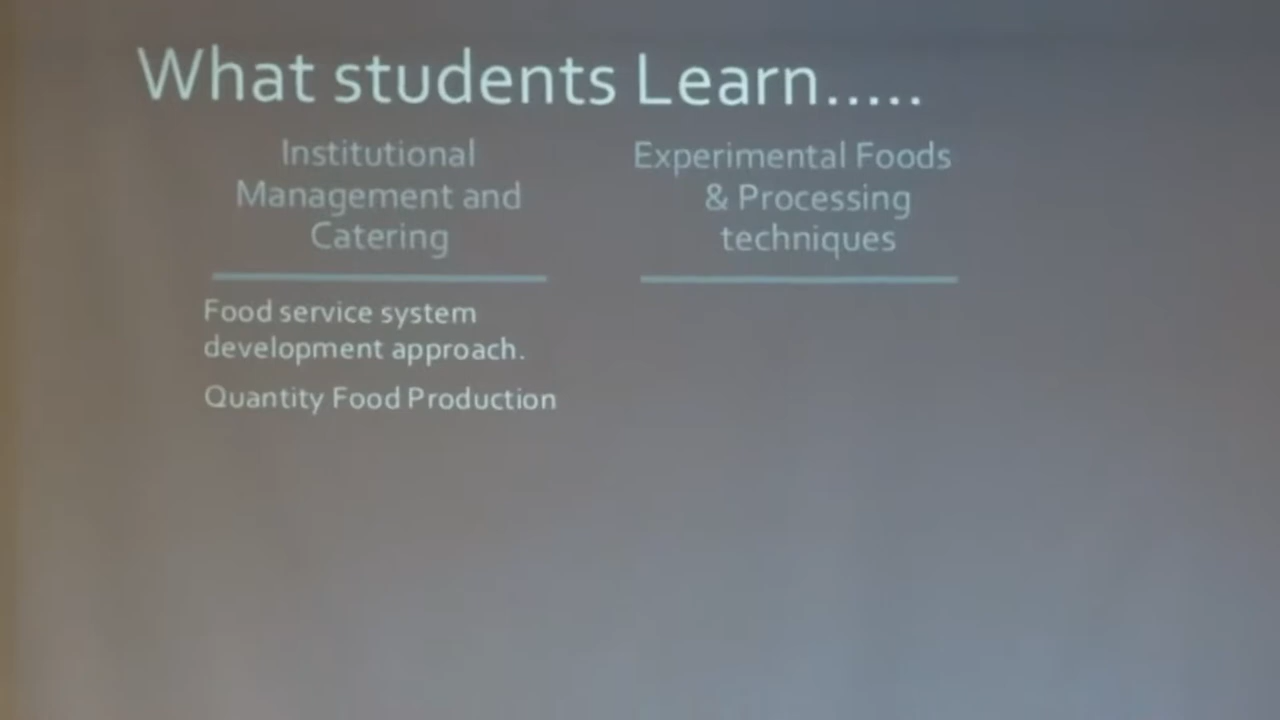 What students Learn.....
Institutional
Management and
Catering
Experimental Foods
& Processing
techniques
Food service system
development approach.
Quantity Food Production